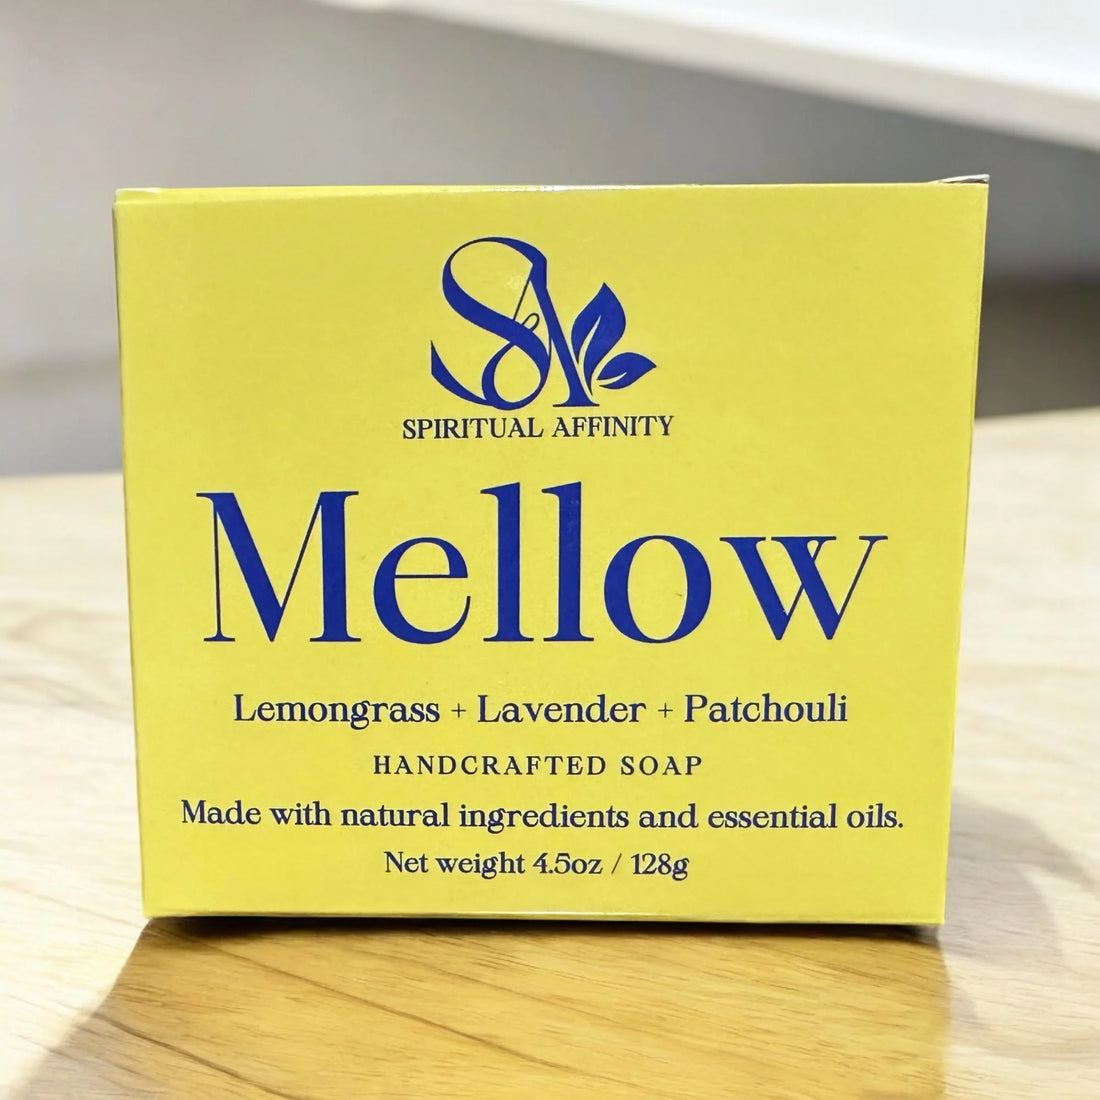 SA
SPIRITUAL AFFINITY
Mellow
Lemongrass + Lavender + Patchouli
HANDCRAFTED SOAP
Made with natural ingredients and essential oils.
Net weight 4.5oz / 128g